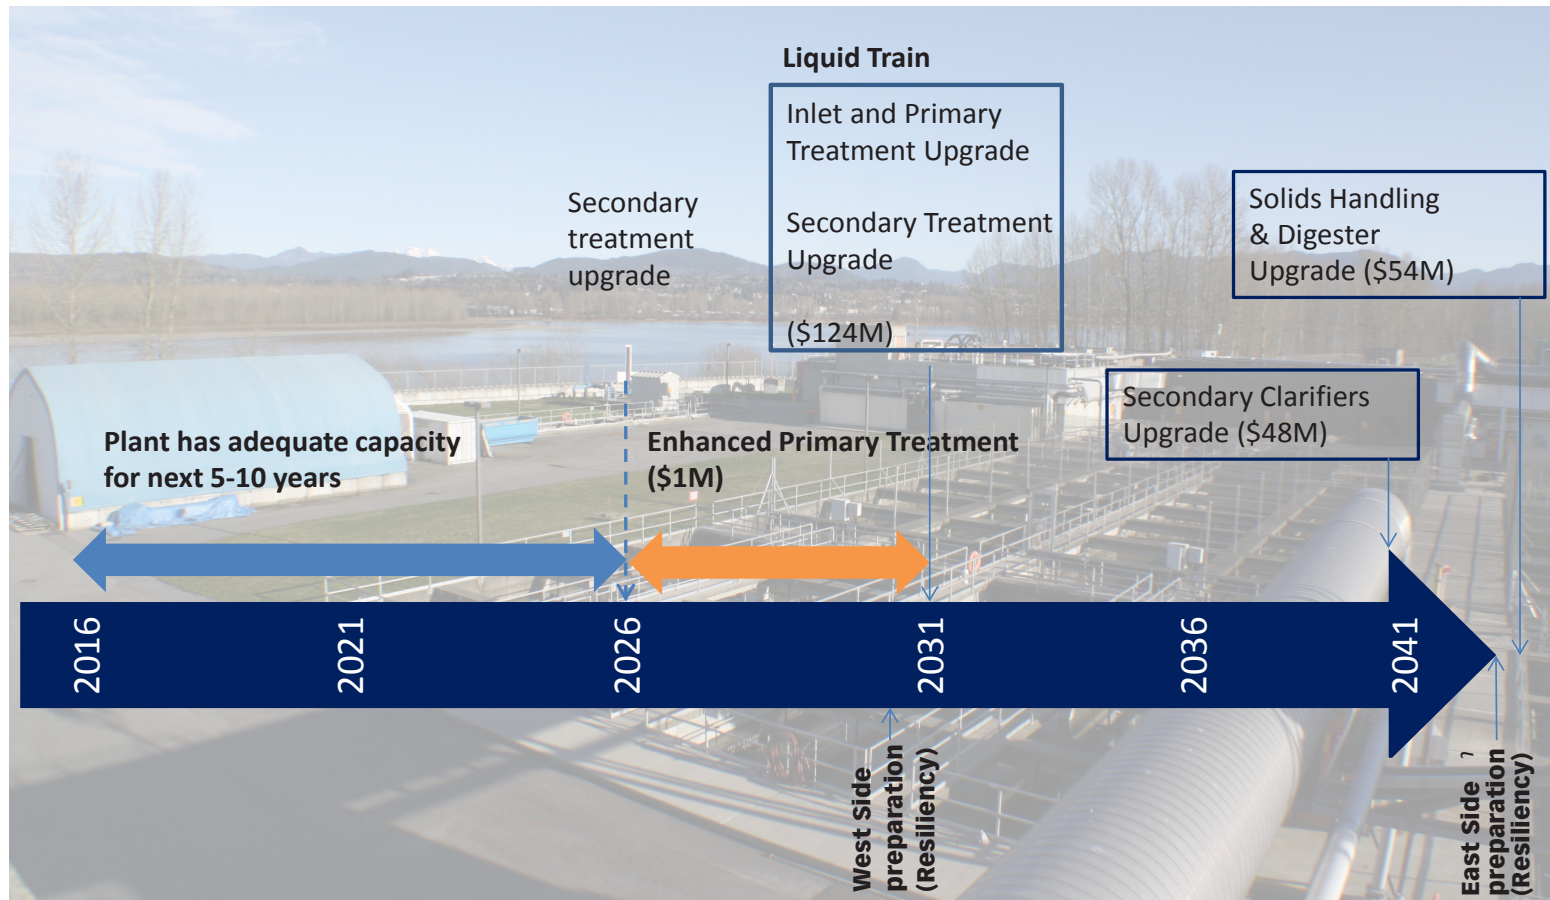 Liquid Train
Inlet and Primary
Treatment Upgrade
Secondary Treatment
Upgrade
($124M)
Secondary
treatment
upgrade
Solids Handling
& Digester
Upgrade ($54M)
Secondary Clarifiers
Upgrade ($48M)
Plant has adequate capacity
for next 5-10 years
Enhanced Primary Treatment
($1M)
2016
2021
2026
2031
2036
2041
West Side
preparation
(Resiliency)
East Side
preparation
(Resiliency)